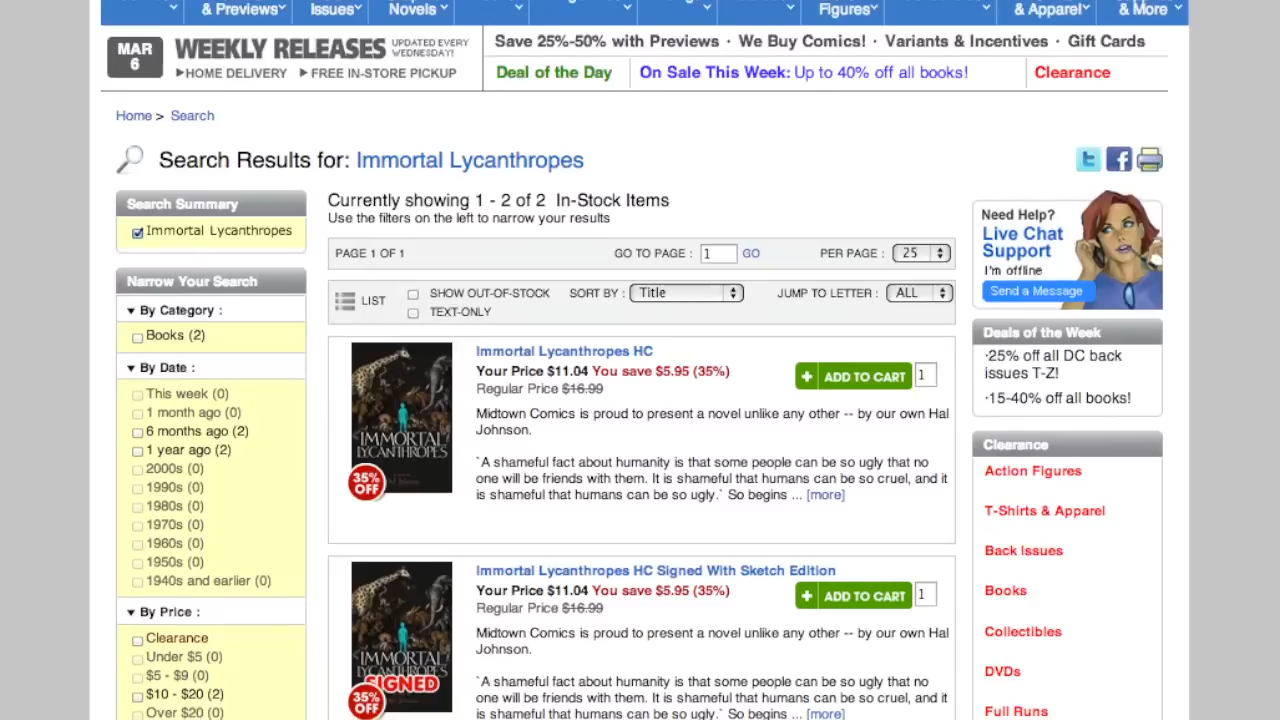 & Previews
Issues
Novels
Figures
& Apparel
& More
MAR
6
WEEKLY RELEASES
UPDATED EVERY
WEDNESDAY!
HOME DELIVERY
FREE IN-STORE PICKUP
Save 25%-50% with Previews · We Buy Comics! · Variants & Incentives · Gift Cards
Deal of the Day
On Sale This Week: Up to 40% off all books!
Clearance
Home > Search
Search Results for: Immortal Lycanthropes
Search Summary
Immortal Lycanthropes
Narrow Your Search
By Category :
Books (2)
By Date :
This week (0)
1 month ago (0)
6 months ago (2)
1 year ago (2)
2000s (0)
1990s (0)
1980s (0)
1970s (0)
1960s (0)
1950s (0)
1940s and earlier (0)
By Price :
Clearance
Under $5 (0)
$5 - $9 (0)
$10 - $20 (2)
Over $20 (0)
Currently showing 1 - 2 of 2 In-Stock Items
Use the filters on the left to narrow your results
PAGE 1 OF 1
GO TO PAGE : 1 GO
PER PAGE : 25
LIST
SHOW OUT-OF-STOCK
TEXT-ONLY
SORT BY : Title
JUMP TO LETTER : ALL
IMMORTAL
LYCANTHROPES
35%
OFF
Immortal Lycanthropes HC
Your Price $11.04 You save $5.95 (35%)
Regular Price $16.99
+ ADD TO CART 1
Midtown Comics is proud to present a novel unlike any other -- by our own Hal
Johnson.
`A shameful fact about humanity is that some people can be so ugly that no
one will be friends with them. It is shameful that humans can be so cruel, and it
is shameful that humans can be so ugly.` So begins ... [more]
IMMORTAL
LYCANTHROPES
SIGNED
35%
OFF
Immortal Lycanthropes HC Signed With Sketch Edition
Your Price $11.04 You save $5.95 (35%)
Regular Price $16.99
+ ADD TO CART 1
Midtown Comics is proud to present a novel unlike any other -- by our own Hal
Johnson.
`A shameful fact about humanity is that some people can be so ugly that no
one will be friends with them. It is shameful that humans can be so cruel, and it
is shameful that humans can be so ugly.` So begins ... [more]
Need Help?
Live Chat
Support
I'm offline
Send a Message
Deals of the Week
·25% off all DC back
issues T-Z!
·15-40% off all books!
Clearance
Action Figures
T-Shirts & Apparel
Back Issues
Books
Collectibles
DVDs
Full Runs